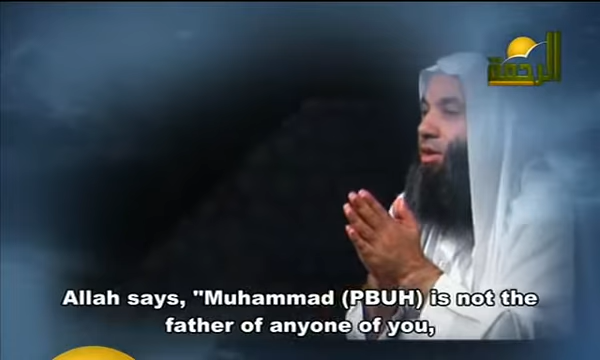 الرحمة
Allah says, "Muhammad (PBUH) is not the
father of anyone of you,